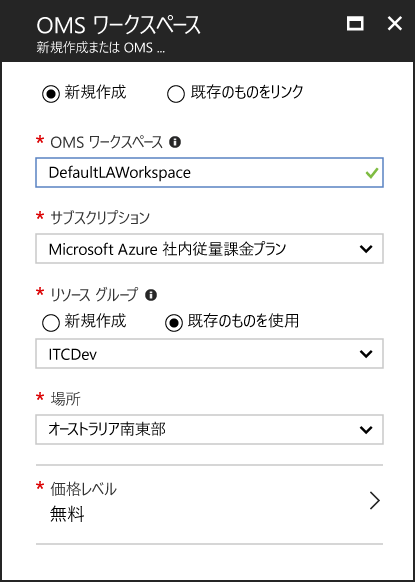 OMS ワークスペース
新規作成または OMS ...
新規作成 既存のものをリンク
* OMS ワークスペース
DefaultLAWorkspace
* サブスクリプション
Microsoft Azure 社内従量課金プラン
* リソース グループ
新規作成 既存のものを使用
ITCDev
* 場所
オーストラリア南東部
* 価格レベル
無料